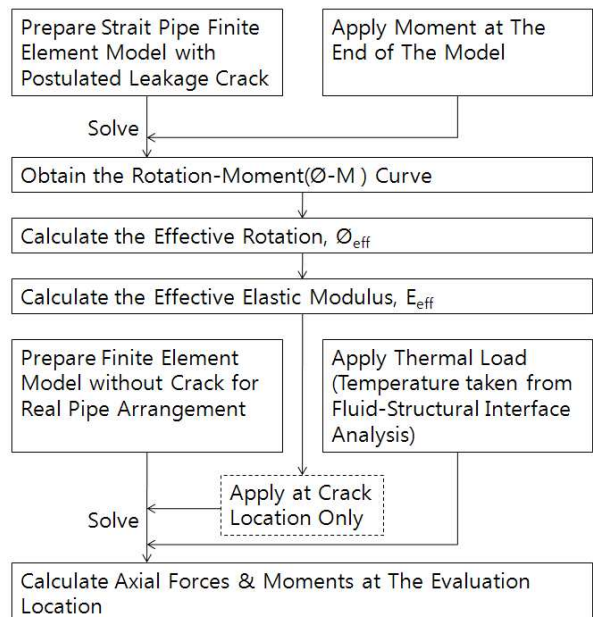 Prepare Strait Pipe Finite
Element Model with
Postulated Leakage Crack
Apply Moment at The
End of The Model
Solve
Obtain the Rotation-Moment(Ø-M ) Curve
Calculate the Effective Rotation, Øeff
Calculate the Effective Elastic Modulus, Eeff
Prepare Finite Element
Model without Crack for
Real Pipe Arrangement
Apply Thermal Load
(Temperature taken from
Fluid-Structural Interface
Analysis)
Apply at Crack
Location Only
Solve
Calculate Axial Forces & Moments at The Evaluation
Location